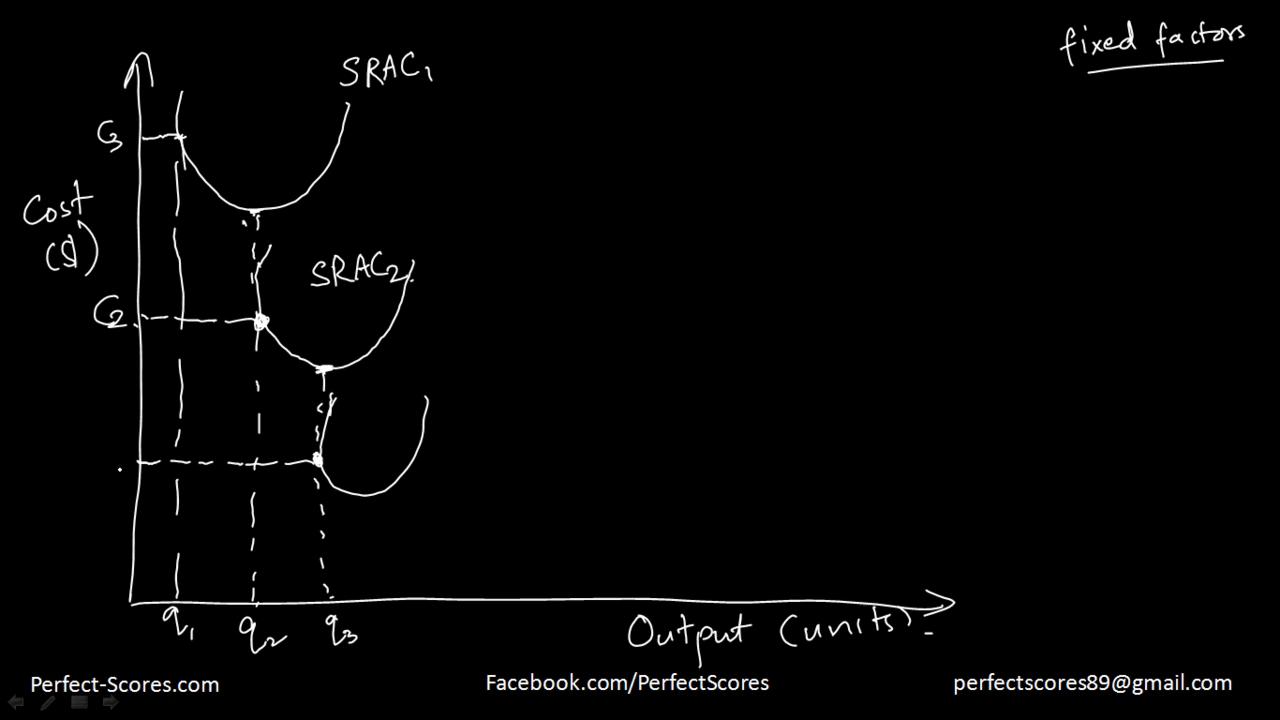 fixed factors
SRAC1
C3
Cost
($)
SRAC2
C2
q1 q2 q3
Output (units)
Perfect-Scores.com Facebook.com/PerfectScores perfectscores89@gmail.com